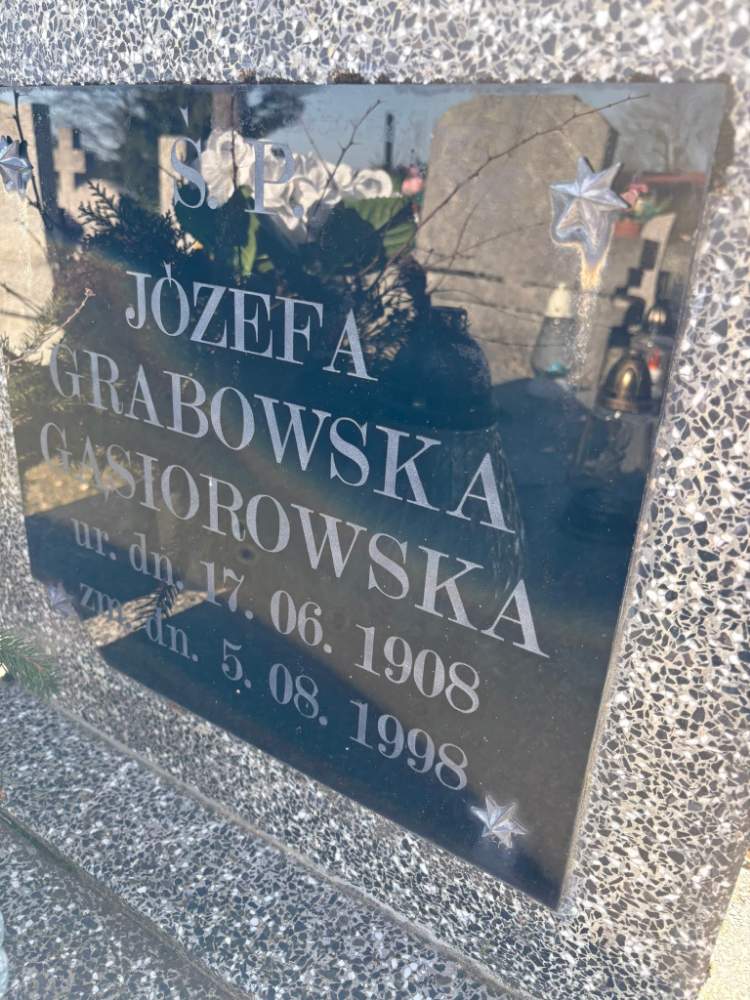 Ś. P.
JÓZEFA
GRABOWSKA
GĄSIOROWSKA
ur. dn. 17. 06. 1908
zm. dn. 5. 08. 1998